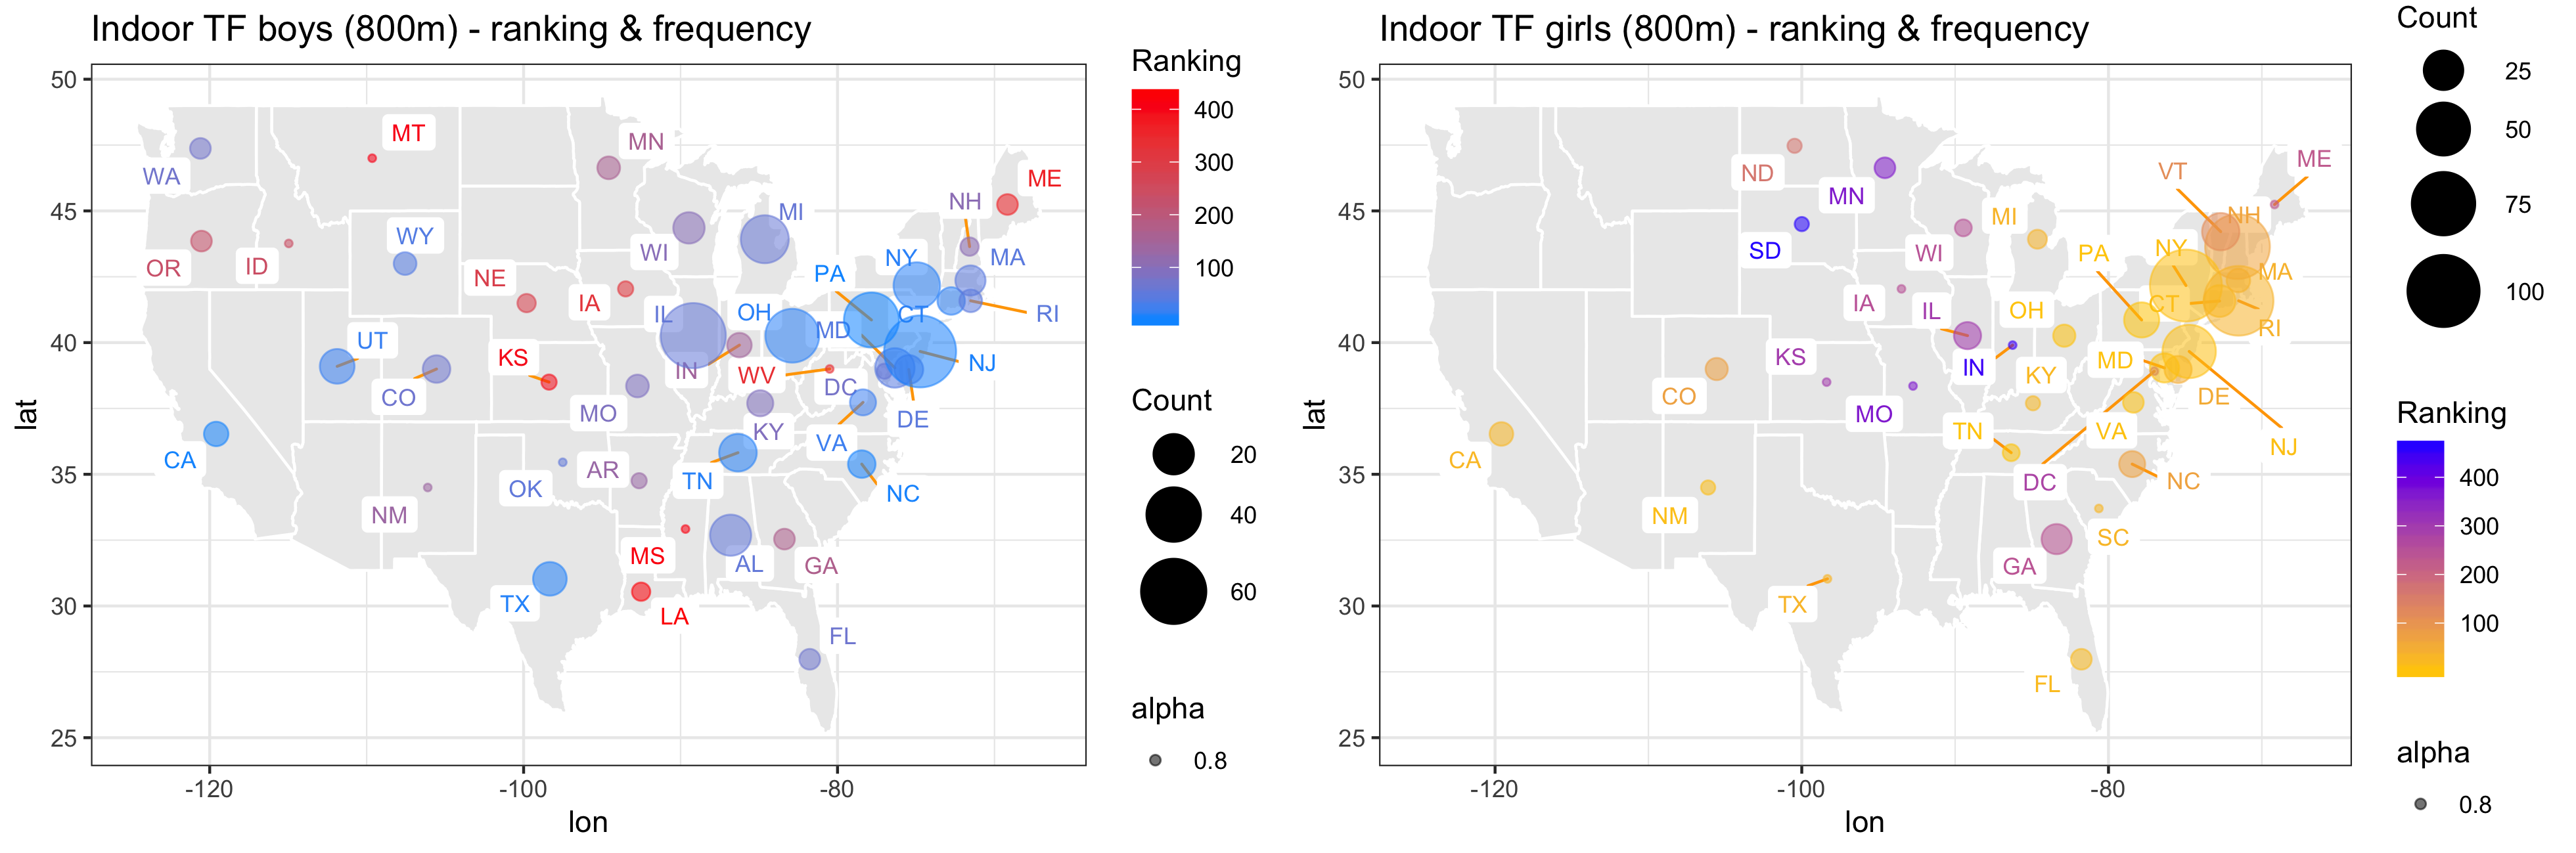 Indoor TF boys (800m) - ranking & frequency
50
45
40
35
30
25
lat
-120
-100
-80
lon
WA
MT
MN
ME
OR
ID
WY
NE
IA
WI
MI
NH
MA
NY
PA
RI
UT
CO
KS
IL
OH
MD
CT
NJ
IN
WV
DC
DE
MO
KY
VA
CA
NM
OK
AR
TN
NC
MS
AL
GA
TX
LA
FL
Ranking
400
300
200
100
Count
20
40
60
alpha
0.8
Indoor TF girls (800m) - ranking & frequency
50
45
40
35
30
25
lat
-120
-100
-80
lon
ND
MN
SD
WI
MI
VT
ME
NH
PA
NY
MA
IA
IL
OH
CT
RI
KS
IN
KY
MD
DE
CO
MO
TN
VA
NJ
CA
DC
NC
NM
SC
GA
TX
FL
Count
25
50
75
100
Ranking
400
300
200
100
alpha
0.8